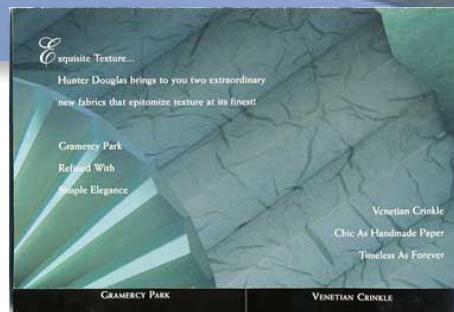 Exquisite Texture...
Hunter Douglas brings to you two extraordinary
new fabrics that epitomize texture at its finest!
Gramercy Park
Refined With
Simple Elegance
Venetian Crinkle
Chic As Handmade Paper
Timeless As Forever
GRAMERCY PARK
VENETIAN CRINKLE